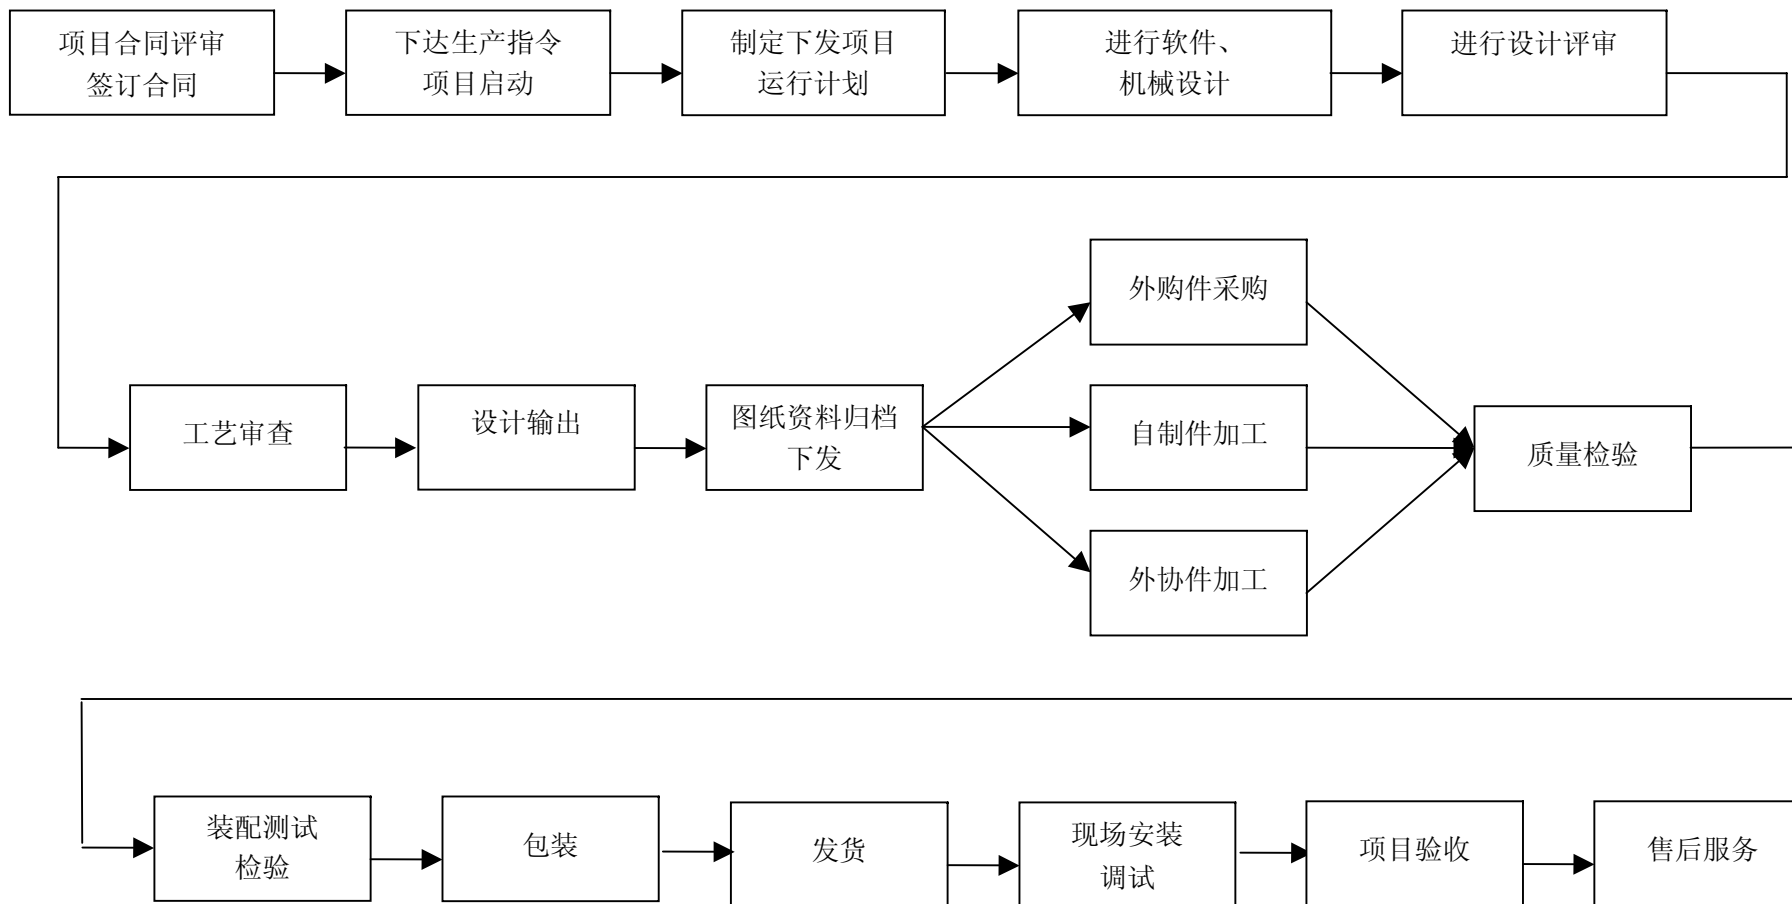 项目合同评审
签订合同
下达生产指令
项目启动
制定下发项目
运行计划
进行软件、
机械设计
进行设计评审
工艺审查
设计输出
图纸资料归档
下发
外购件采购
自制件加工
外协件加工
质量检验
装配测试
检验
包装
发货
现场安装
调试
项目验收
售后服务